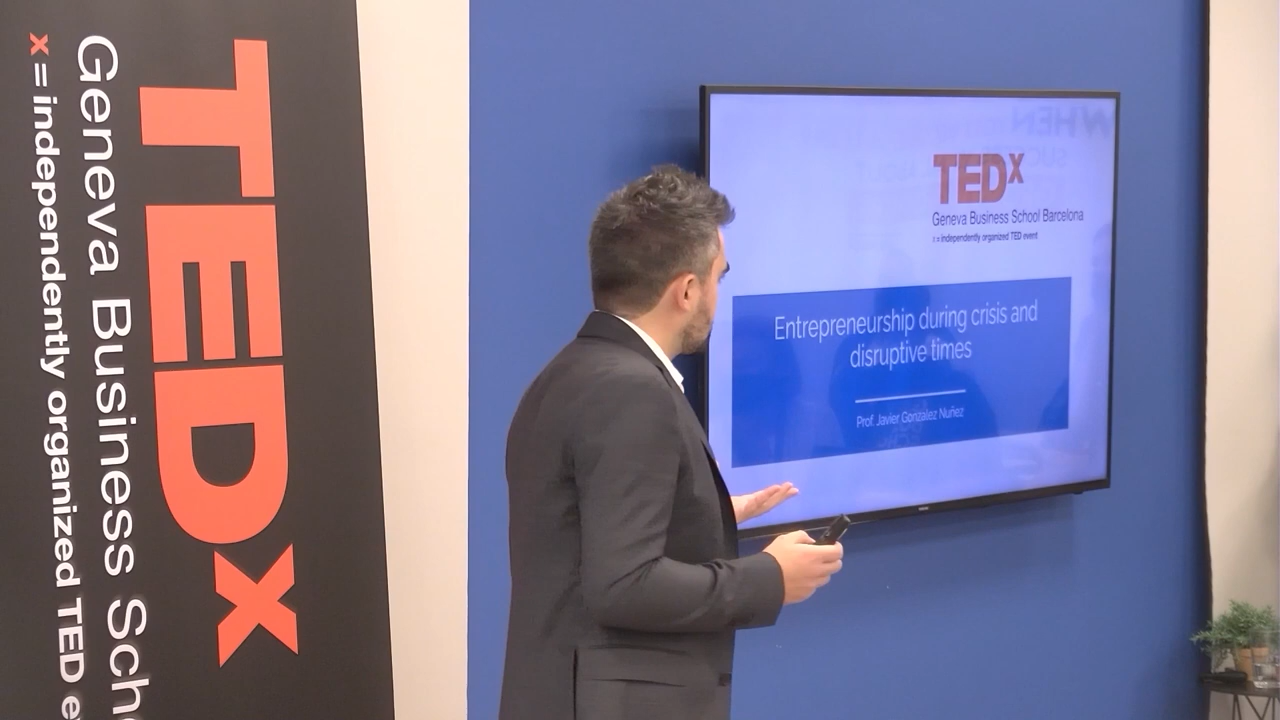 TEDx
Geneva Business Sch
x = independently organized TED e
WHEN
TEDx
Geneva Business School Barcelona
x = independently organized TED event
Entrepreneurship during crisis and
disruptive times
Prof. Javier Gonzalez Nuñez